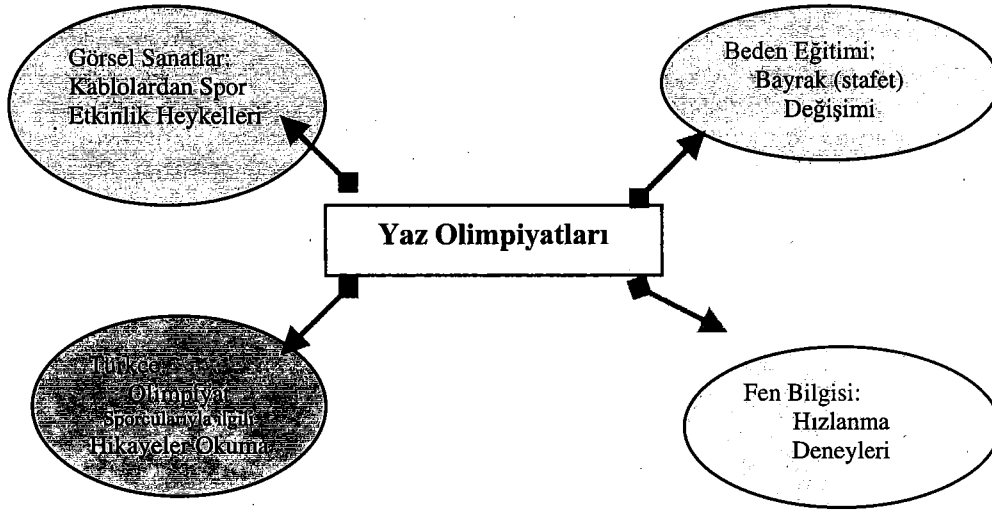 Görsel Sanatlar:
Kablolardan Spor
Etkinlik Heykelleri
Beden Eğitimi:
Bayrak (stafet)
Değişimi
Yaz Olimpiyatları
Türkçe:
Olimpiyat
Sporcularıyla ilgili
Hikayeler Okuma
Fen Bilgisi:
Hızlanma
Deneyleri